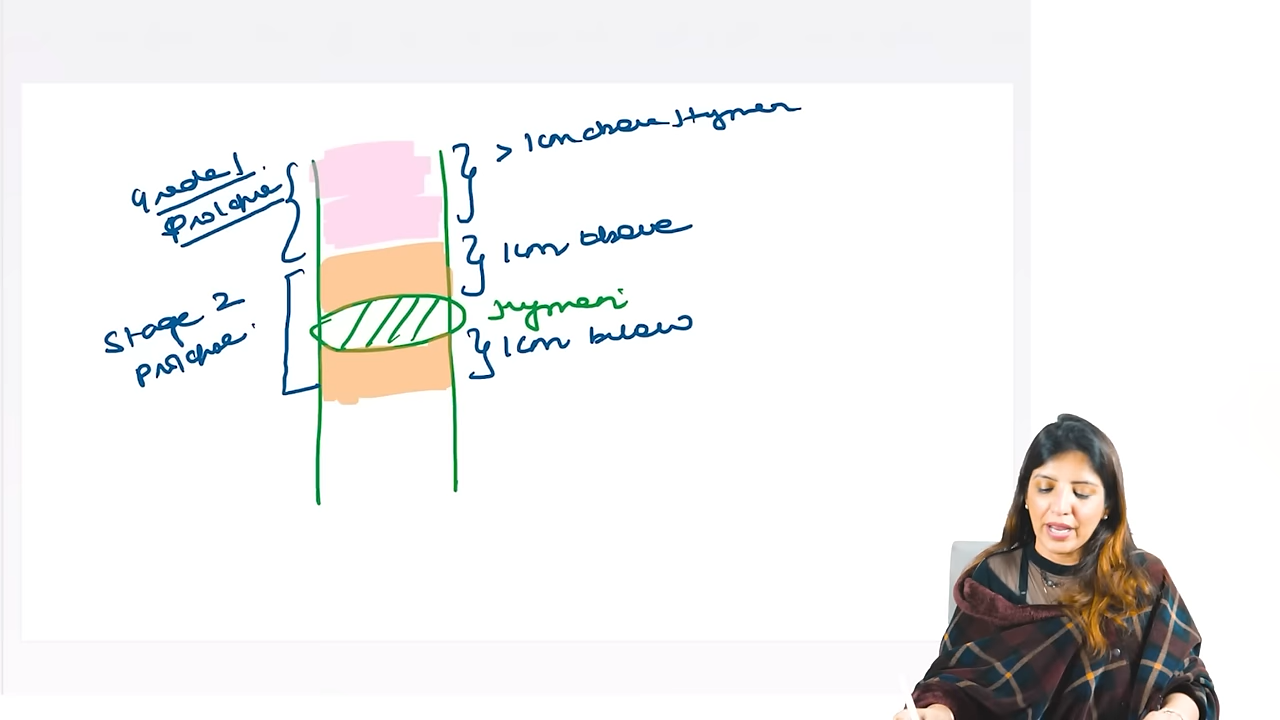 > 1cm above Hymen
Grade 1
Prolapse
1cm above
Hymen
Stage 2
prolapse
1cm below